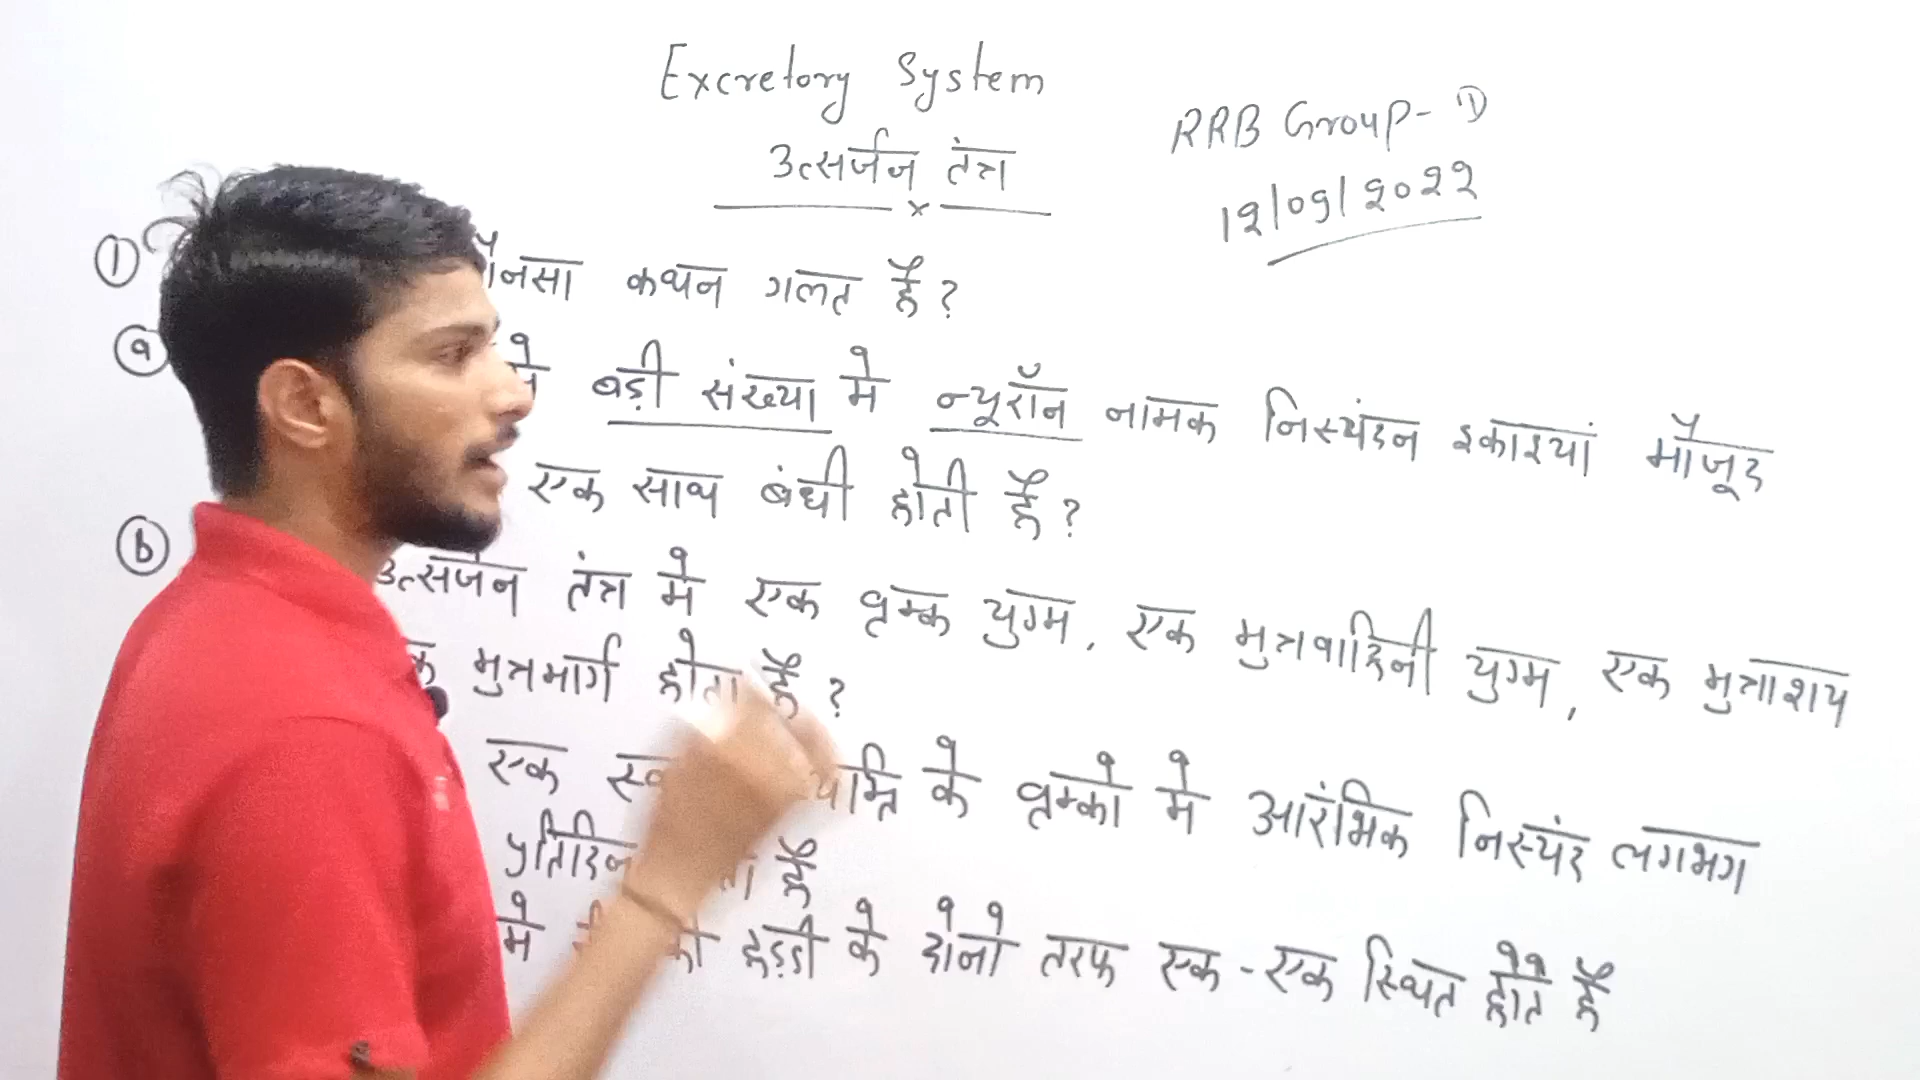 Excretory System
उत्सर्जन तंत्र
RRB Group-D
12/09/2022
① कथन गलत है?
ⓐ बड़ी संख्या मे न्यूरॉन नामक निस्यंदन इकाइयां मौजूद
एक साथ बंधी होती है?
ⓑ उत्सर्जन तंत्र मे एक वृक्क युग्म, एक मुत्रवाहिनी युग्म, एक मुत्राशय
मुत्रमार्ग होता है?
एक के वृक्को मे आरंभिक निस्यंद लगभग
प्रतिदिन है
मे हड्डी के दोनो तरफ एक-एक स्थित होते है